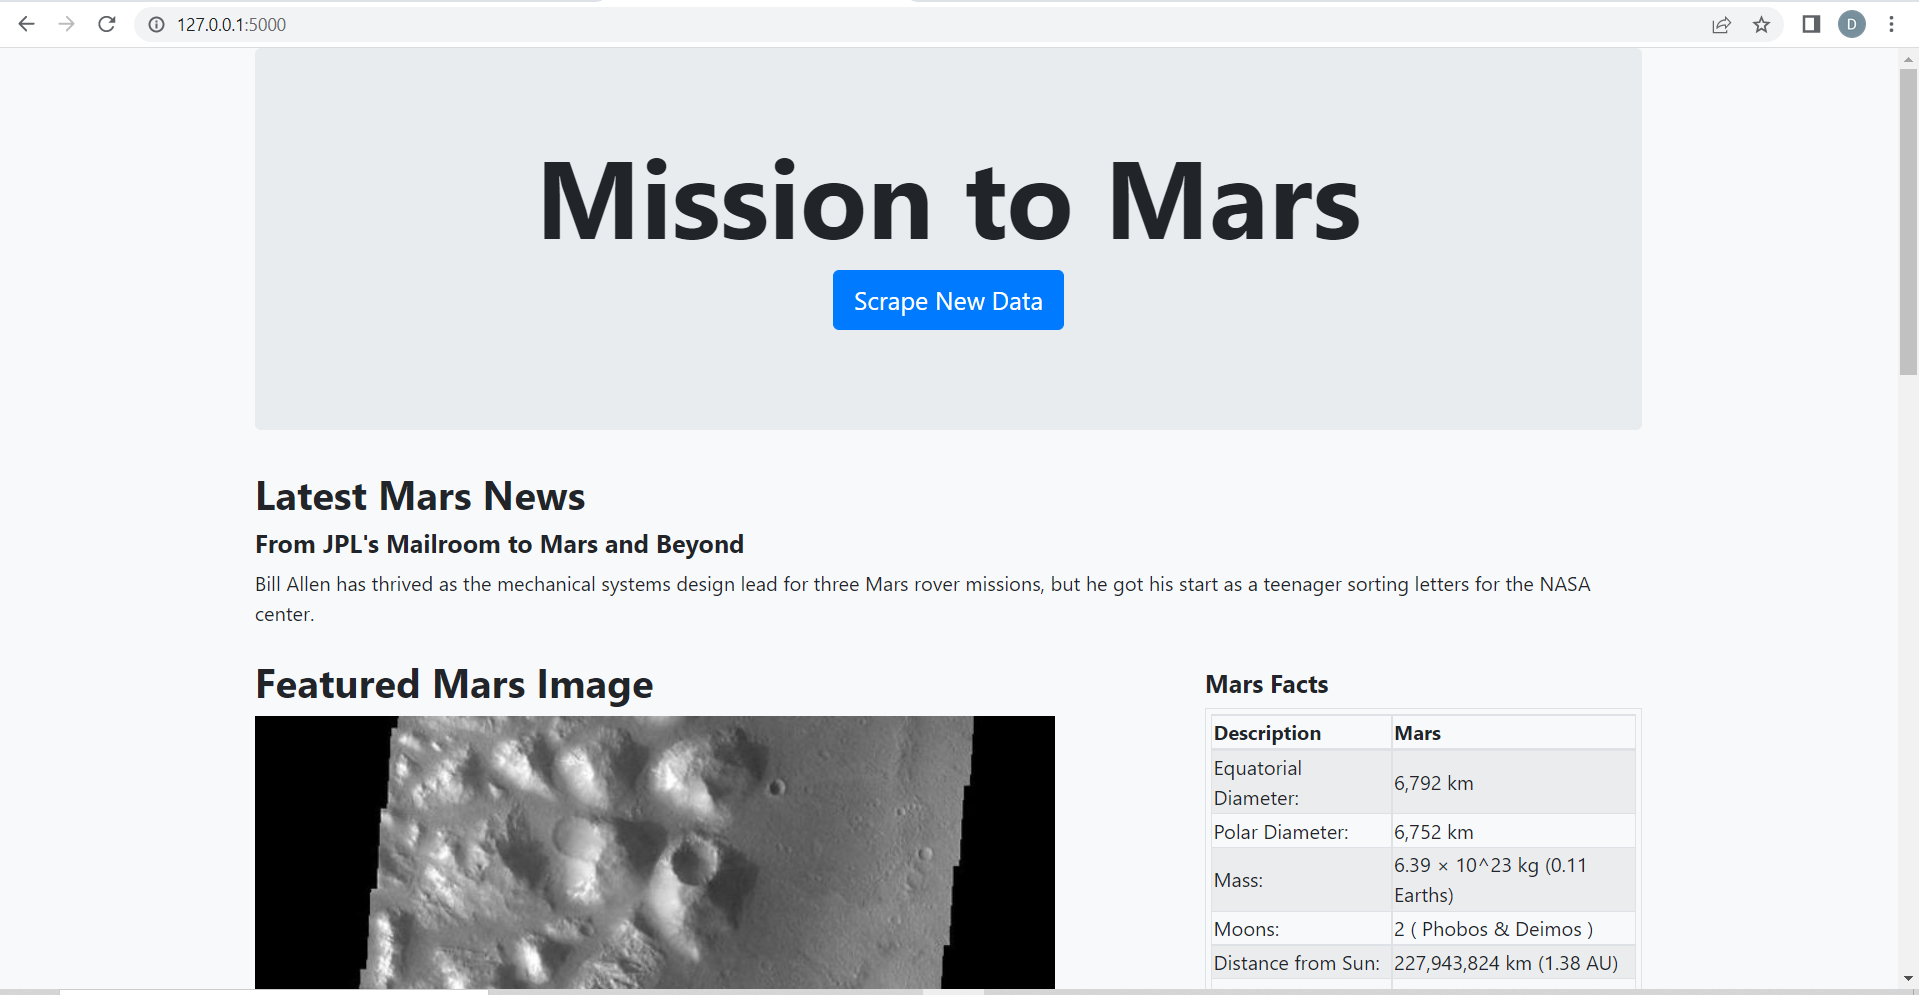 127.0.0.1:5000
D
Mission to Mars
Scrape New Data
Latest Mars News
From JPL's Mailroom to Mars and Beyond
Bill Allen has thrived as the mechanical systems design lead for three Mars rover missions, but he got his start as a teenager sorting letters for the NASA
center.
Featured Mars Image
Mars Facts
Description Mars
Equatorial
Diameter: 6,792 km
Polar Diameter: 6,752 km
Mass: 6.39 × 10^23 kg (0.11
Earths)
Moons: 2 ( Phobos & Deimos )
Distance from Sun: 227,943,824 km (1.38 AU)